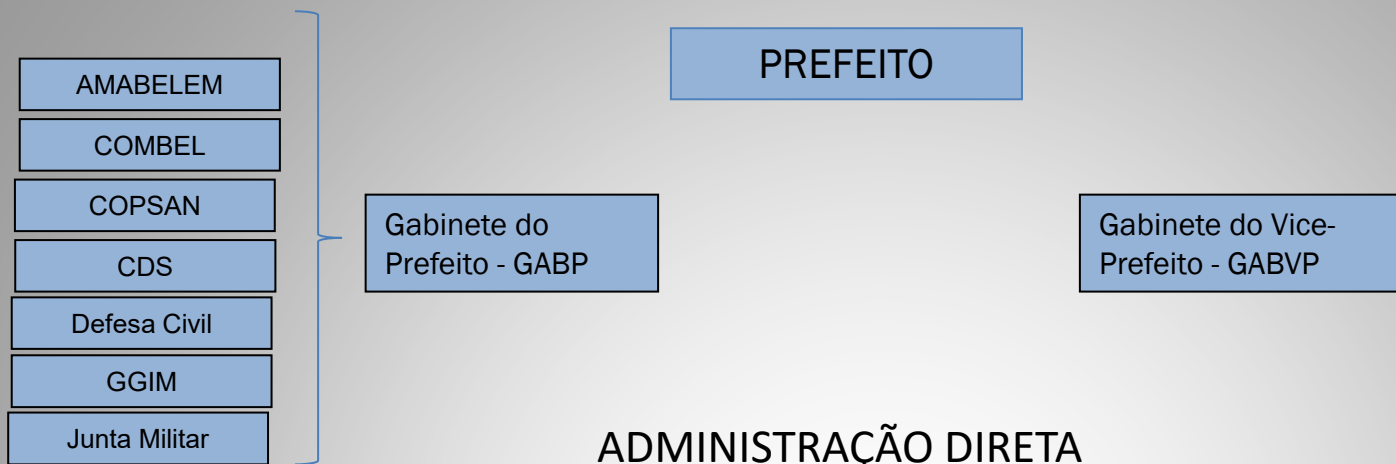 PREFEITO
AMABELEM
COMBEL
COPSAN
CDS
Defesa Civil
GGIM
Junta Militar
Gabinete do
Prefeito - GABP
Gabinete do Vice-
Prefeito - GABVP
ADMINISTRAÇÃO DIRETA